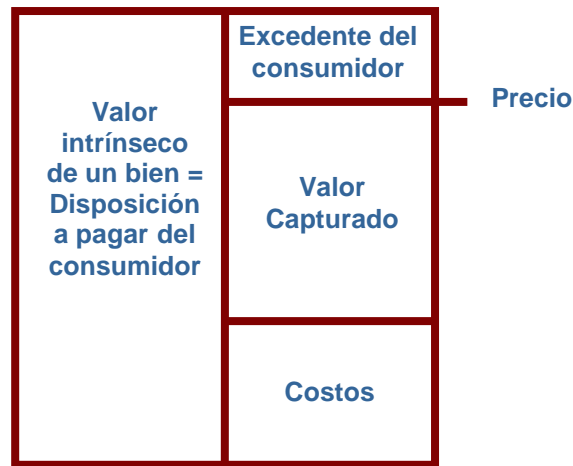 Valor
intrínseco
de un bien =
Disposición
a pagar del
consumidor
Excedente del
consumidor
Precio
Valor
Capturado
Costos